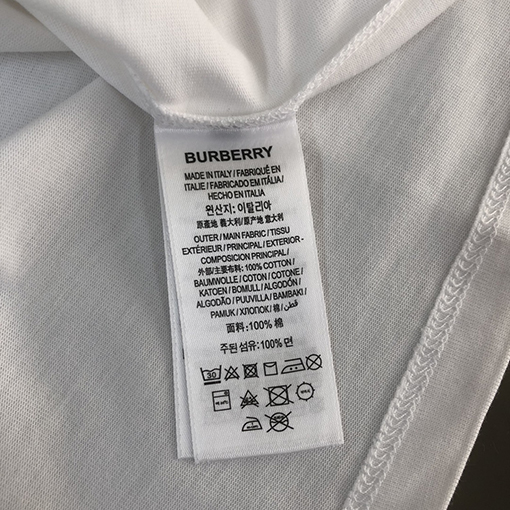 BURBERRY
MADE IN ITALY / FABRIQUÉ EN
ITALIE / FABRICADO EM ITÁLIA /
HECHO EN ITALIA
원산지: 이탈리아
原產地 義大利 / 原产地 意大利
OUTER / MAIN FABRIC / TISSU
EXTÉRIEUR / PRINCIPAL / EXTERIOR -
COMPOSICION PRINCIPAL /
外部/主要布料: 100% COTTON /
BAUMWOLLE / COTON / COTONE /
KATOEN / BOMULL / ALGODÓN /
ALGODÃO / PUUVILLA / BAMBAKI /
PAMUK / ХЛОПОК / 棉 / قطن
面料: 100% 棉
주된 섬유: 100% 면
30